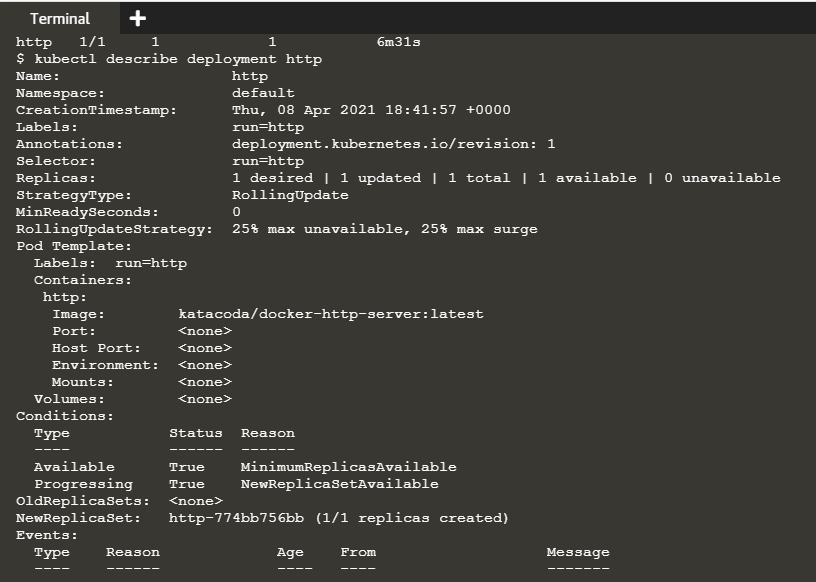 Terminal +
http   1/1     1            1           6m31s
$ kubectl describe deployment http
Name:                   http
Namespace:              default
CreationTimestamp:      Thu, 08 Apr 2021 18:41:57 +0000
Labels:                 run=http
Annotations:            deployment.kubernetes.io/revision: 1
Selector:               run=http
Replicas:               1 desired | 1 updated | 1 total | 1 available | 0 unavailable
StrategyType:           RollingUpdate
MinReadySeconds:        0
RollingUpdateStrategy:  25% max unavailable, 25% max surge
Pod Template:
  Labels:  run=http
  Containers:
   http:
    Image:        katacoda/docker-http-server:latest
    Port:         <none>
    Host Port:    <none>
    Environment:  <none>
    Mounts:       <none>
  Volumes:        <none>
Conditions:
  Type           Status  Reason
  ----           ------  ------
  Available      True    MinimumReplicasAvailable
  Progressing    True    NewReplicaSetAvailable
OldReplicaSets:  <none>
NewReplicaSet:   http-774bb756bb (1/1 replicas created)
Events:
  Type    Reason             Age   From                   Message
  ----    ------             ----  ----                   -------